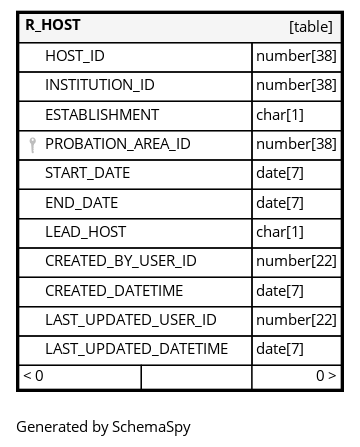 R_HOST [table]
HOST_ID number[38]
INSTITUTION_ID number[38]
ESTABLISHMENT char[1]
PROBATION_AREA_ID number[38]
START_DATE date[7]
END_DATE date[7]
LEAD_HOST char[1]
CREATED_BY_USER_ID number[22]
CREATED_DATETIME date[7]
LAST_UPDATED_USER_ID number[22]
LAST_UPDATED_DATETIME date[7]
< 0 0 >
Generated by SchemaSpy